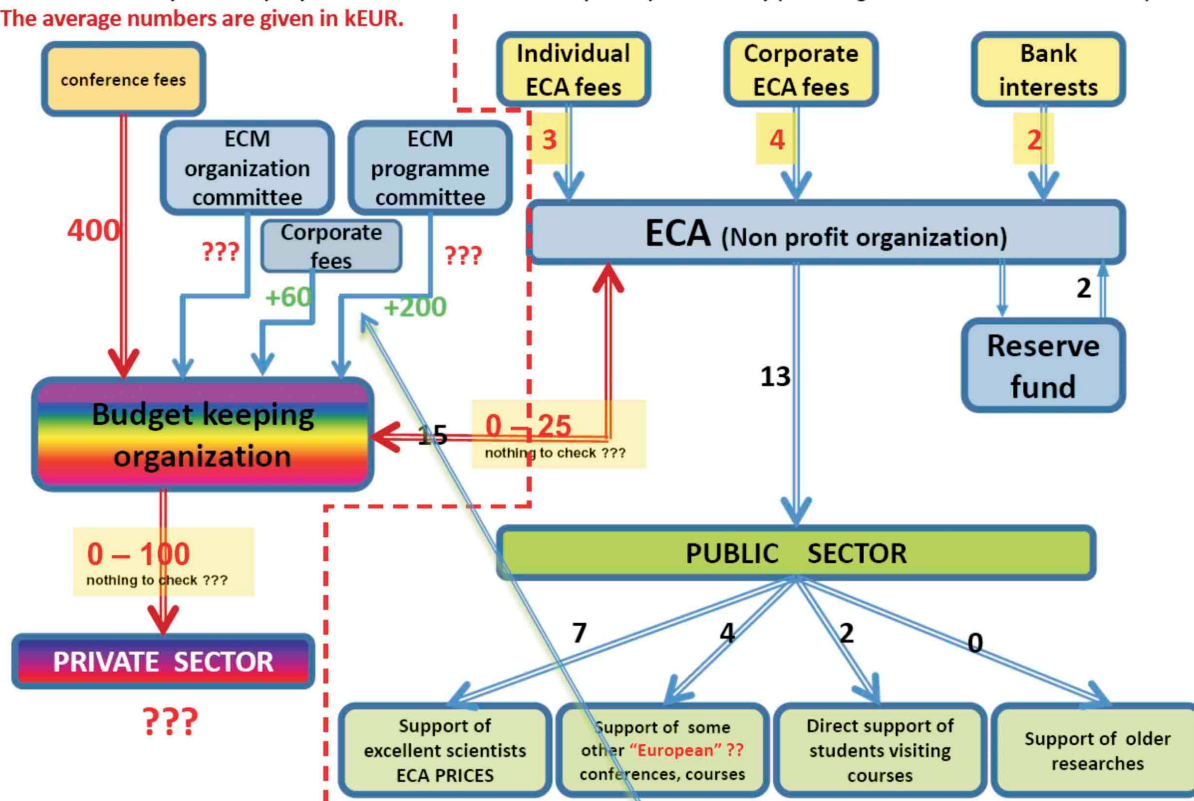 The average numbers are given in kEUR.
conference fees
Individual
ECA fees
Corporate
ECA fees
Bank
interests
3
4
2
ECM
organization
committee
ECM
programme
committee
400
???
Corporate
fees
???
+60
+200
ECA (Non profit organization)
2
Reserve
fund
13
Budget keeping
organization
15
0 – 25
nothing to check ???
0 – 100
nothing to check ???
PUBLIC SECTOR
7
4
2
0
PRIVATE SECTOR
???
Support of
excellent scientists
ECA PRICES
Support of some
other "European" ??
conferences, courses
Direct support of
students visiting
courses
Support of older
researches